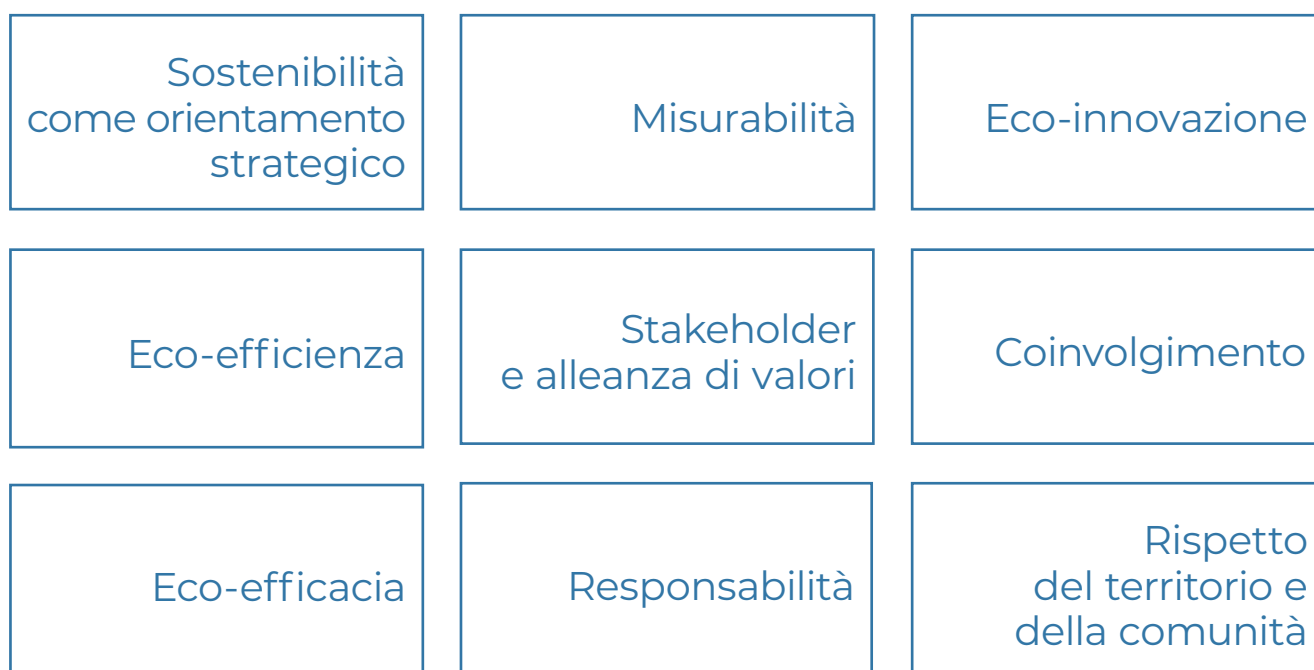 Sostenibilità
come orientamento
strategico
Misurabilità
Eco-innovazione
Eco-efficienza
Stakeholder
e alleanza di valori
Coinvolgimento
Eco-efficacia
Responsabilità
Rispetto
del territorio e
della comunità